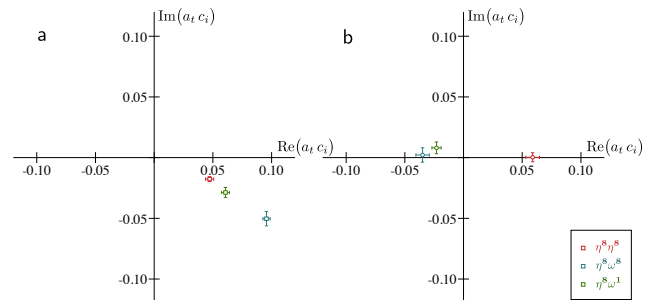 a
Im(a_t c_i)
0.10
0.05
Re(a_t c_i)
-0.10 -0.05 0.05 0.10
-0.05
-0.10
b
Im(a_t c_i)
0.10
0.05
Re(a_t c_i)
-0.10 -0.05 0.05 0.10
-0.05
-0.10
η⁸η⁸
η⁸ω⁸
η⁸ω¹